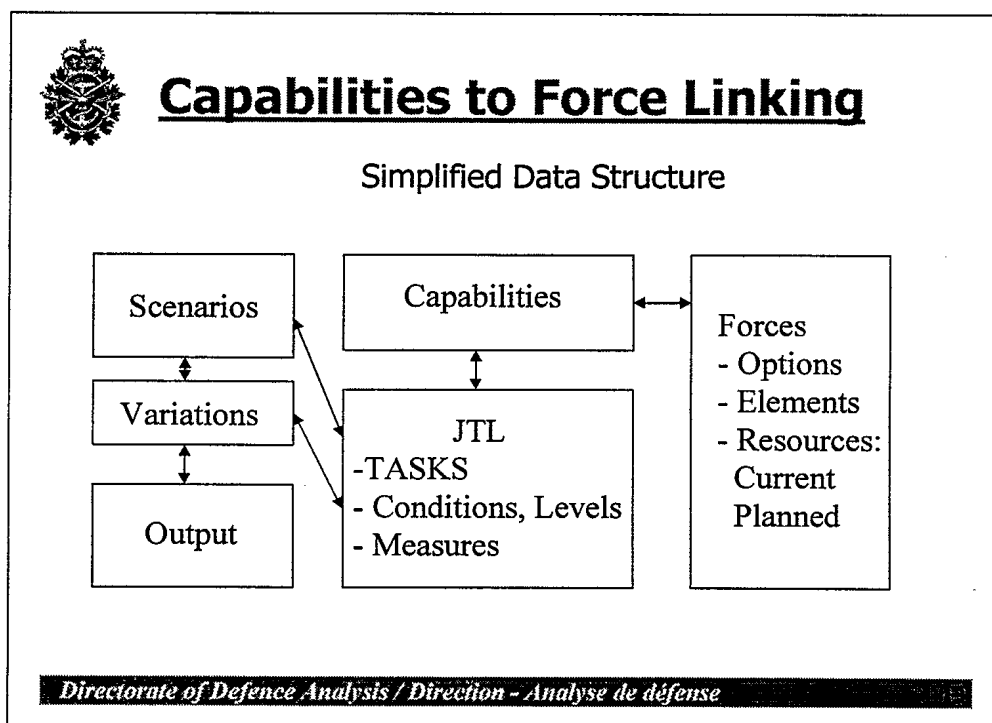 Capabilities to Force Linking
Simplified Data Structure
Scenarios
Variations
Output
Capabilities
JTL
-TASKS
- Conditions, Levels
- Measures
Forces
- Options
- Elements
- Resources:
Current
Planned
Directorate of Defence Analysis / Direction - Analyse de défense